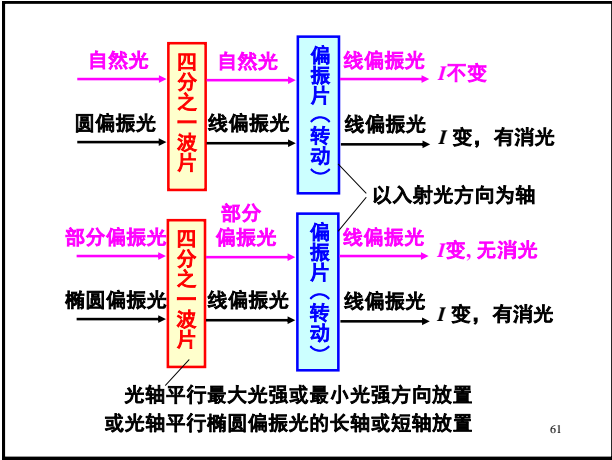 自然光 四分之一波片 自然光 偏振片（转动） 线偏振光 I不变
圆偏振光 线偏振光 线偏振光 I 变，有消光
以入射光方向为轴
部分偏振光 四分之一波片 部分偏振光 偏振片（转动） 线偏振光 I变, 无消光
椭圆偏振光 线偏振光 线偏振光 I 变，有消光
光轴平行最大光强或最小光强方向放置
或光轴平行椭圆偏振光的长轴或短轴放置
61